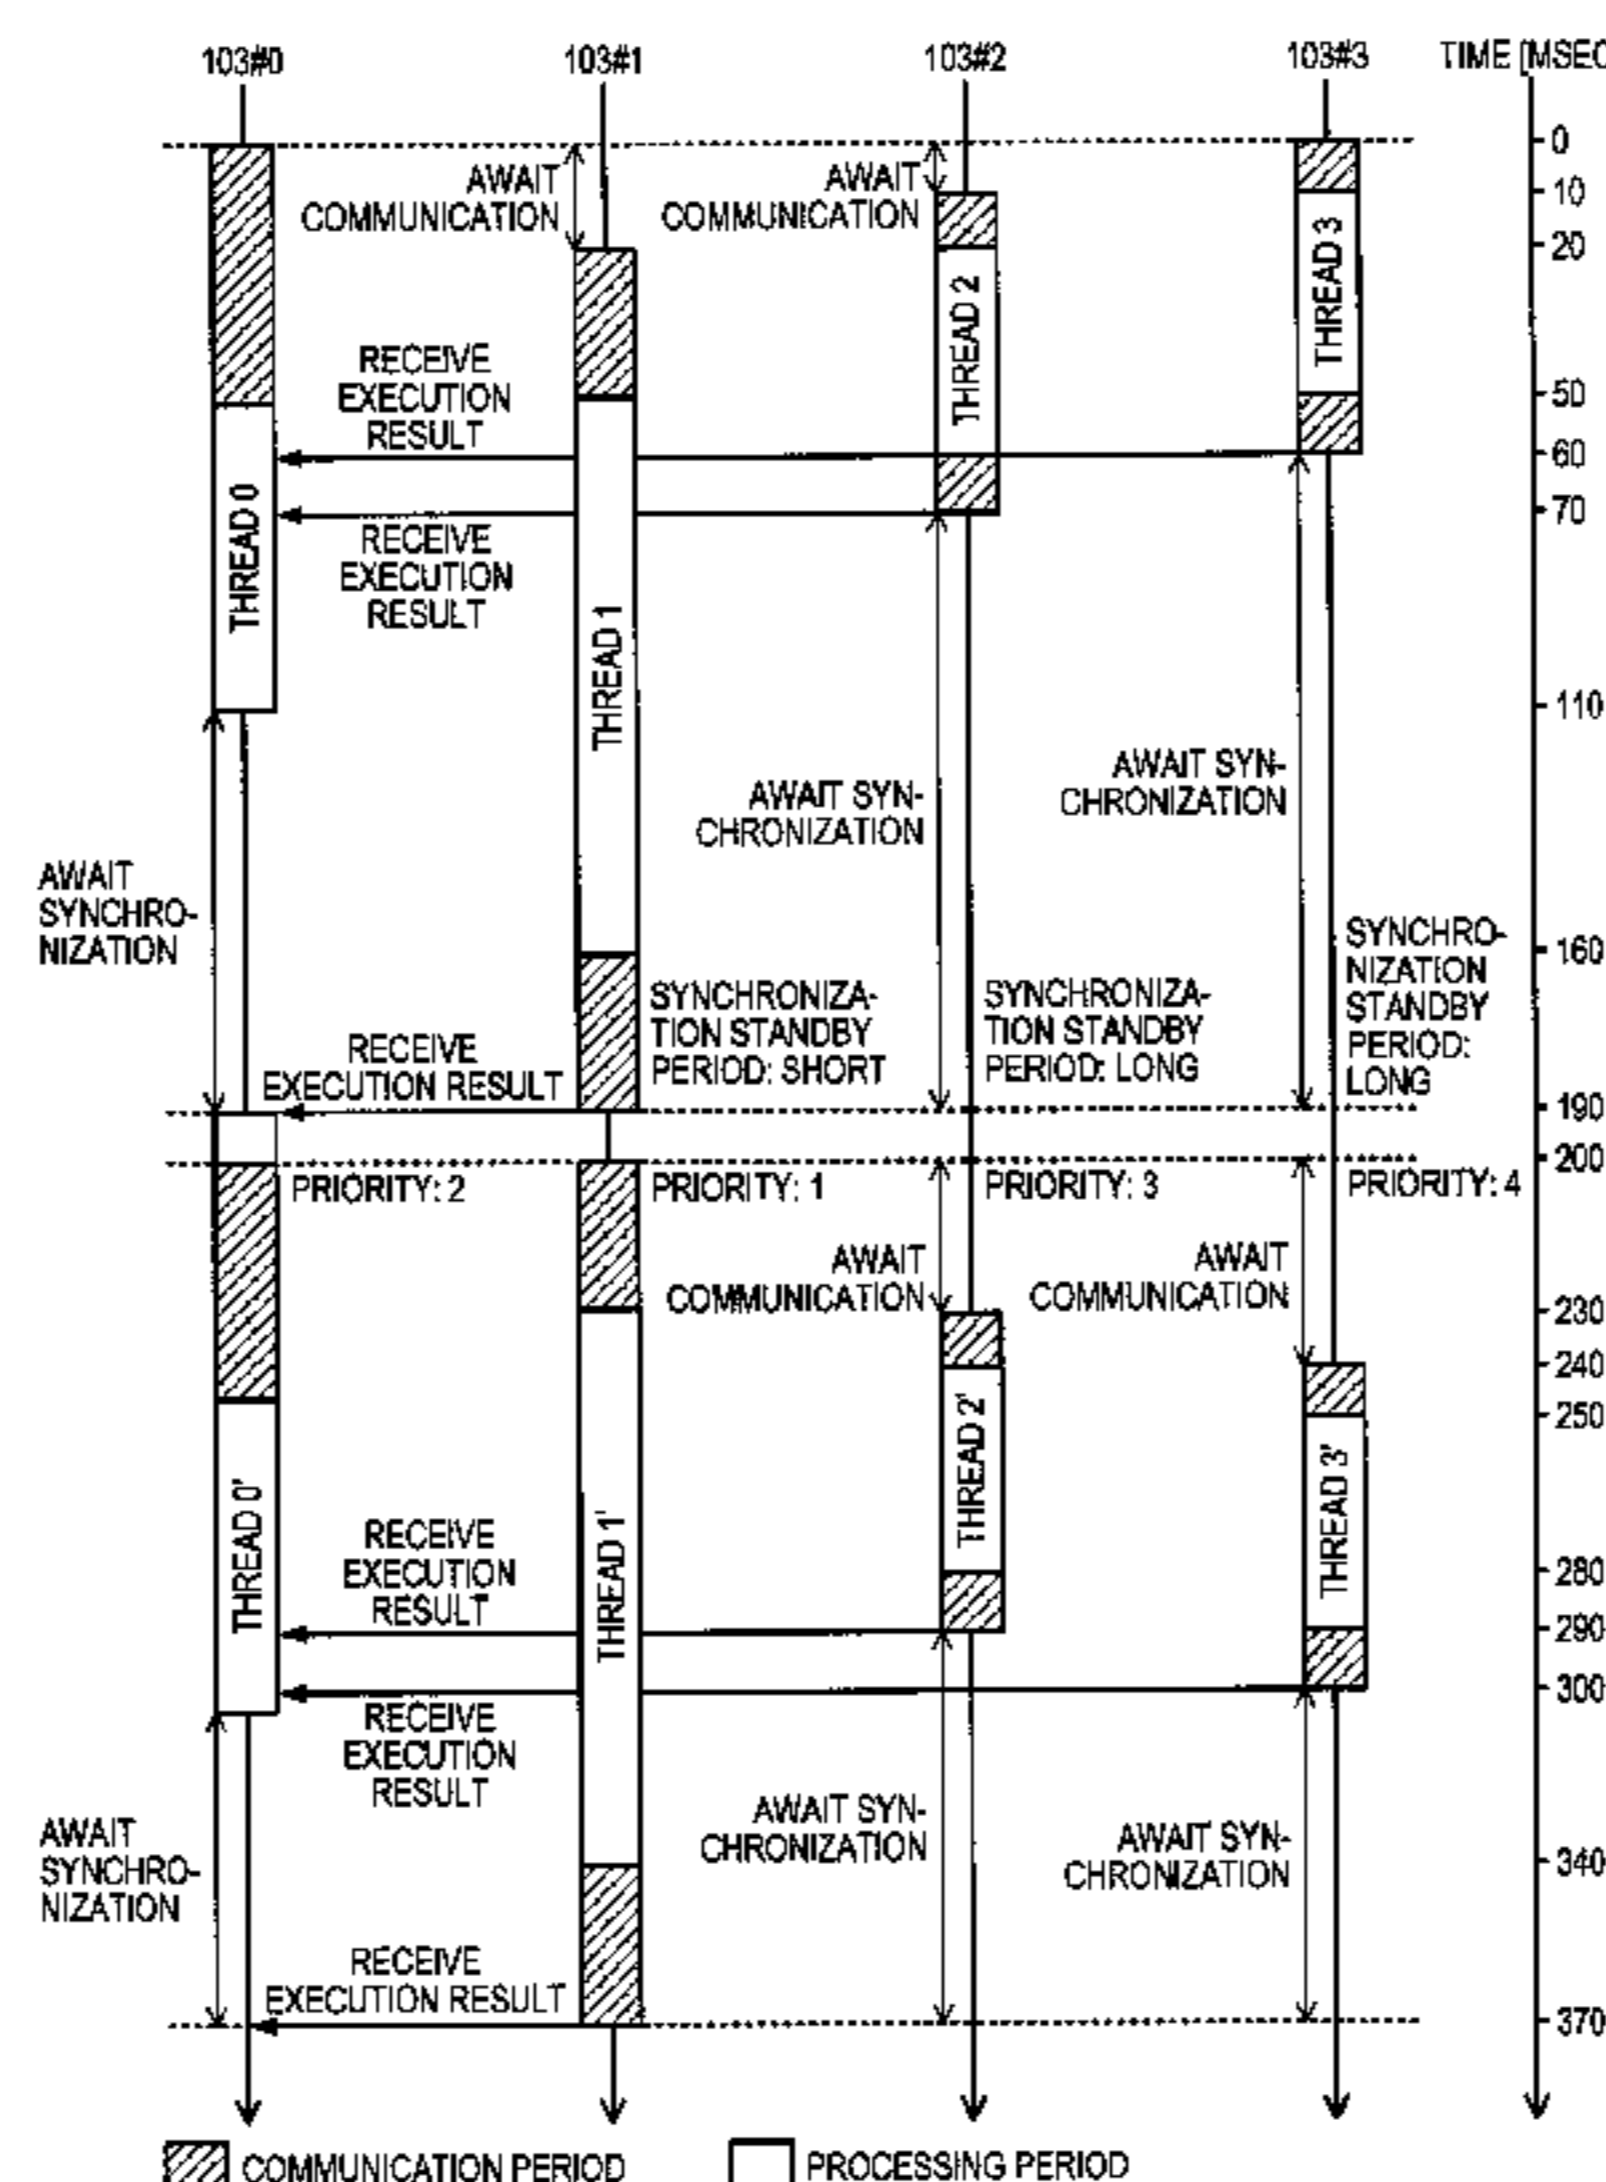 103#0 103#1 103#2 103#3 TIME [MSEC
0
AWAIT
COMMUNICATION
AWAIT
COMMUNICATION
10
20
THREAD 3
THREAD 2
RECEIVE
EXECUTION
RESULT
50
60
70
THREAD 0
RECEIVE
EXECUTION
RESULT
THREAD 1
110
AWAIT SYN-
CHRONIZATION
AWAIT SYN-
CHRONIZATION
AWAIT
SYNCHRO-
NIZATION
160
SYNCHRONIZA-
TION STANDBY
PERIOD: SHORT
SYNCHRONIZA-
TION STANDBY
PERIOD: LONG
SYNCHRO-
NIZATION
STANDBY
PERIOD:
LONG
RECEIVE
EXECUTION RESULT
190
200
PRIORITY: 2
PRIORITY: 1
PRIORITY: 3
PRIORITY: 4
AWAIT
COMMUNICATION
AWAIT
COMMUNICATION
230
240
250
THREAD 2'
THREAD 3'
THREAD 0'
THREAD 1'
RECEIVE
EXECUTION
RESULT
280
290
300
RECEIVE
EXECUTION
RESULT
AWAIT SYN-
CHRONIZATION
AWAIT SYN-
CHRONIZATION
AWAIT
SYNCHRO-
NIZATION
340
RECEIVE
EXECUTION RESULT
370
COMMUNICATION PERIOD
PROCESSING PERIOD